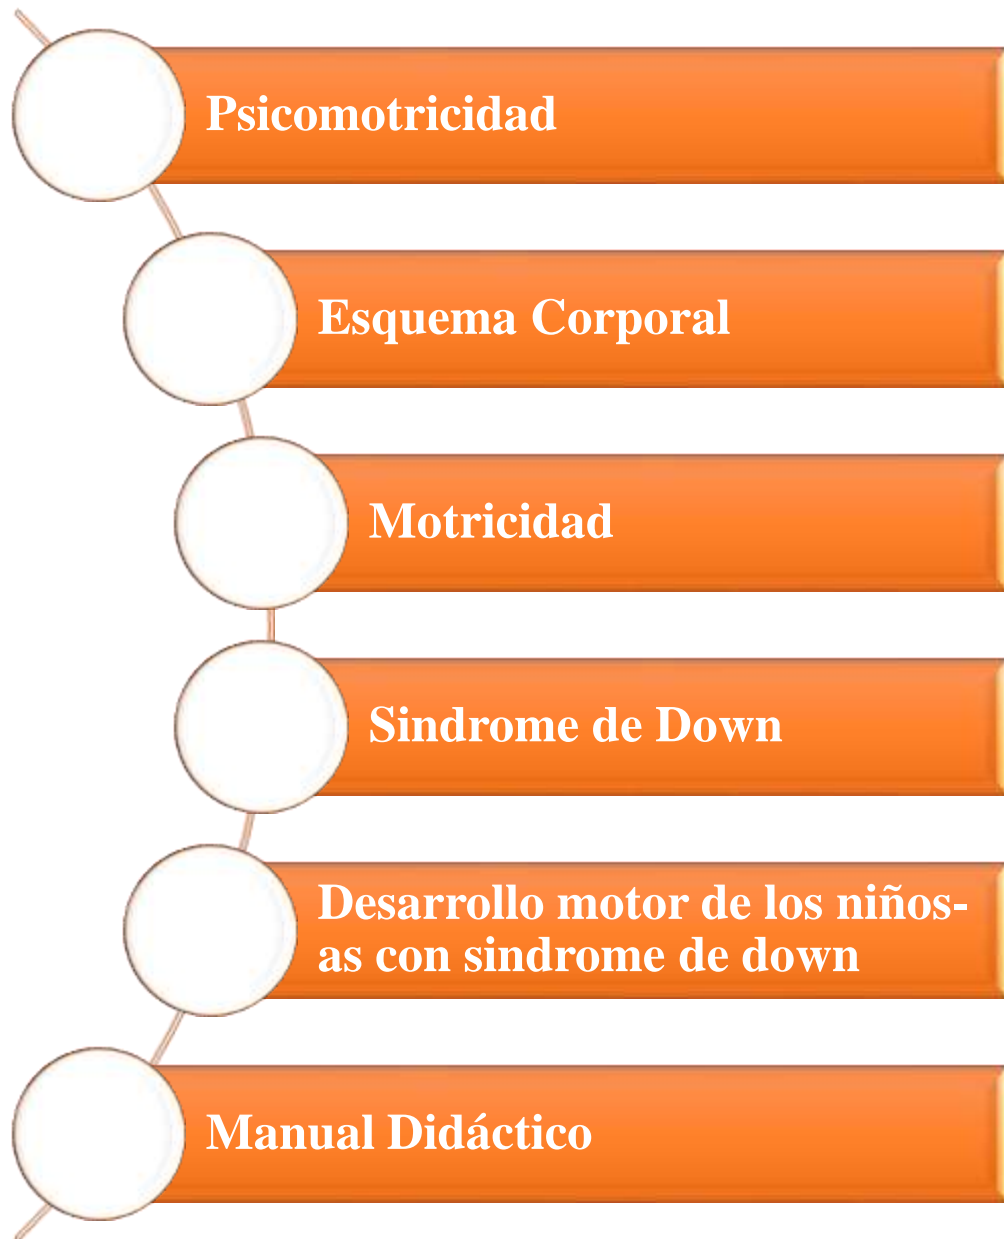 Psicomotricidad
Esquema Corporal
Motricidad
Sindrome de Down
Desarrollo motor de los niños-
as con sindrome de down
Manual Didáctico